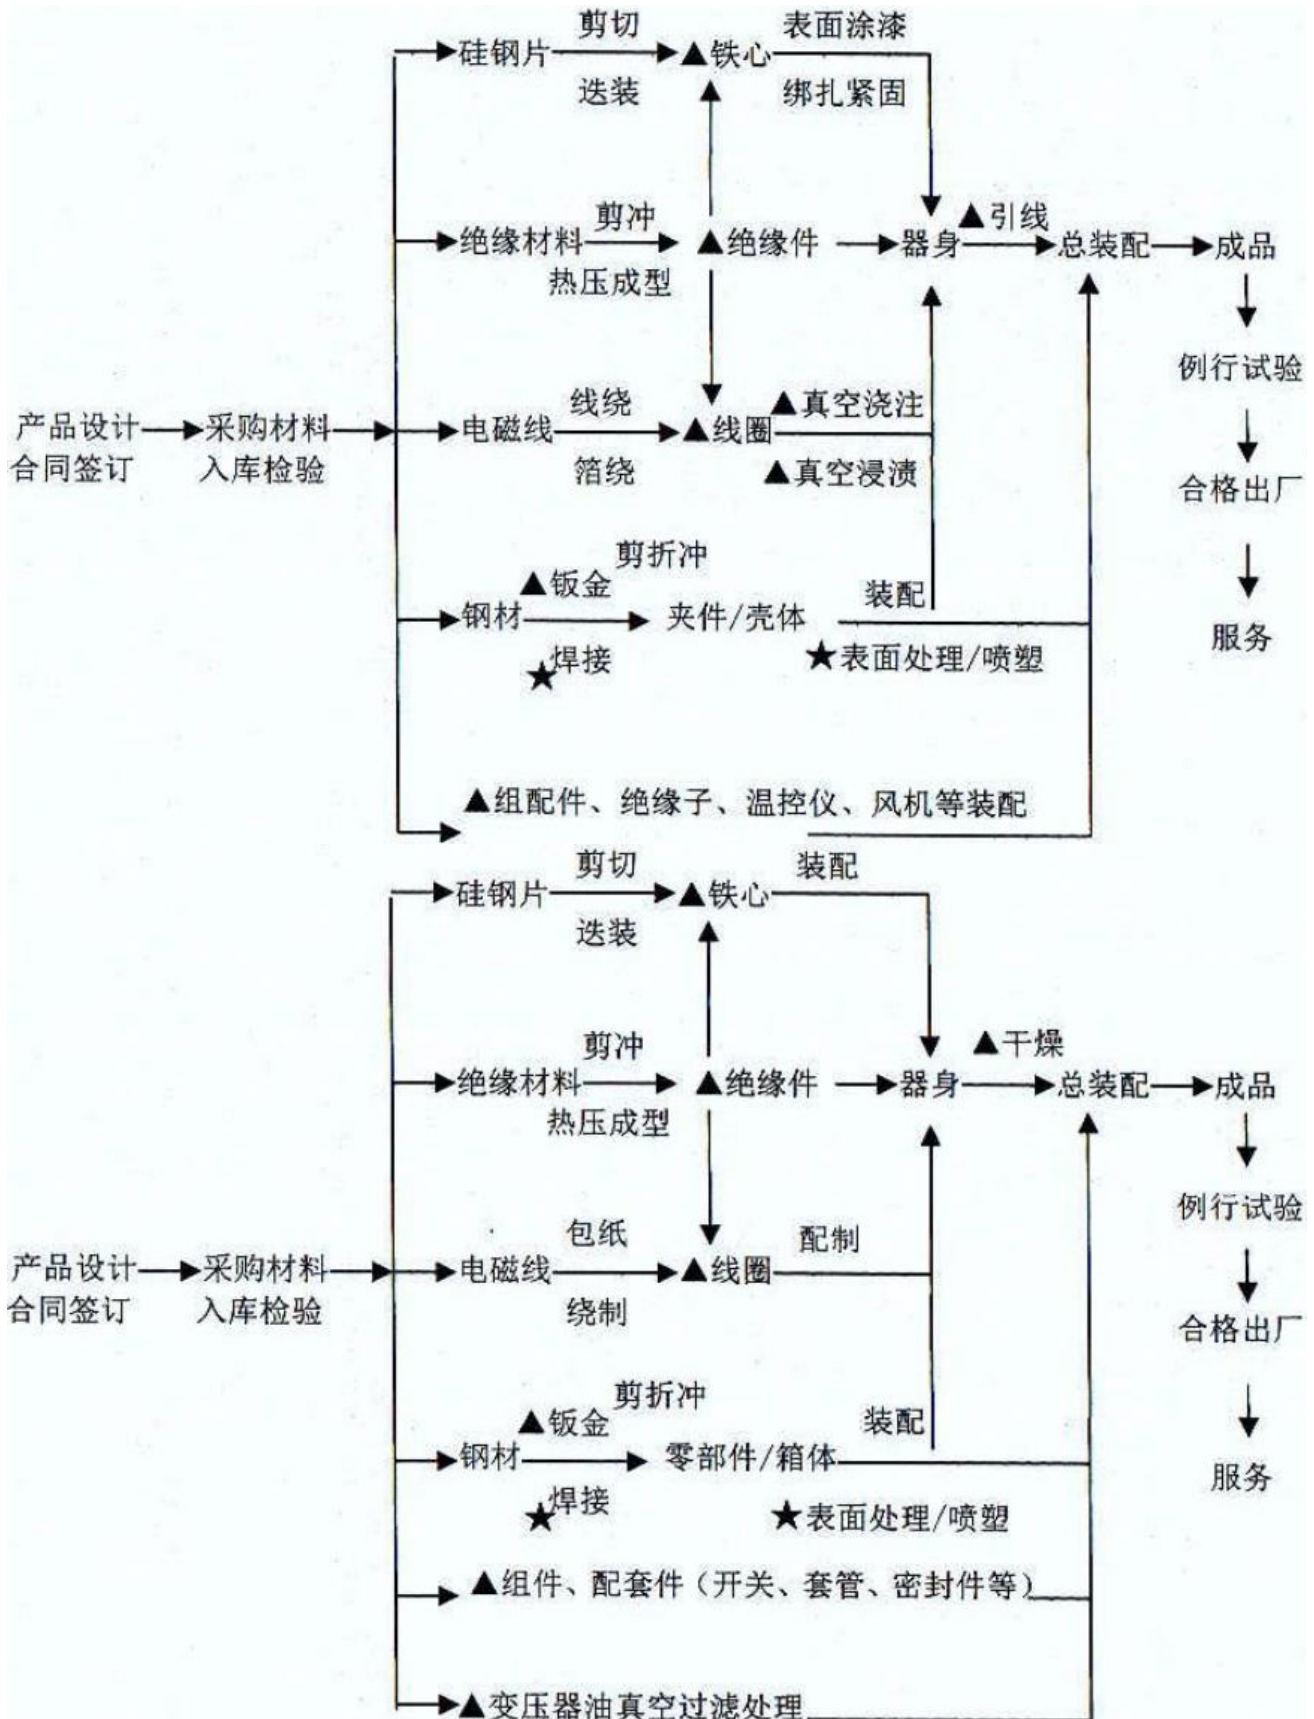 剪切
表面涂漆
硅钢片
▲铁心
迭装
绑扎紧固
剪冲
▲引线
绝缘材料
▲绝缘件
器身
总装配
成品
热压成型
例行试验
线绕
▲真空浇注
产品设计
采购材料
电磁线
▲线圈
合同签订
入库检验
箔绕
▲真空浸渍
合格出厂
剪折冲
▲钣金
装配
钢材
夹件/壳体
服务
★焊接
★表面处理/喷塑
▲组配件、绝缘子、温控仪、风机等装配
剪切
装配
硅钢片
▲铁心
迭装
剪冲
▲干燥
绝缘材料
▲绝缘件
器身
总装配
成品
热压成型
例行试验
包纸
配制
产品设计
采购材料
电磁线
▲线圈
合同签订
入库检验
绕制
合格出厂
剪折冲
▲钣金
装配
钢材
零部件/箱体
服务
★焊接
★表面处理/喷塑
▲组件、配套件（开关、套管、密封件等）
▲变压器油真空过滤处理